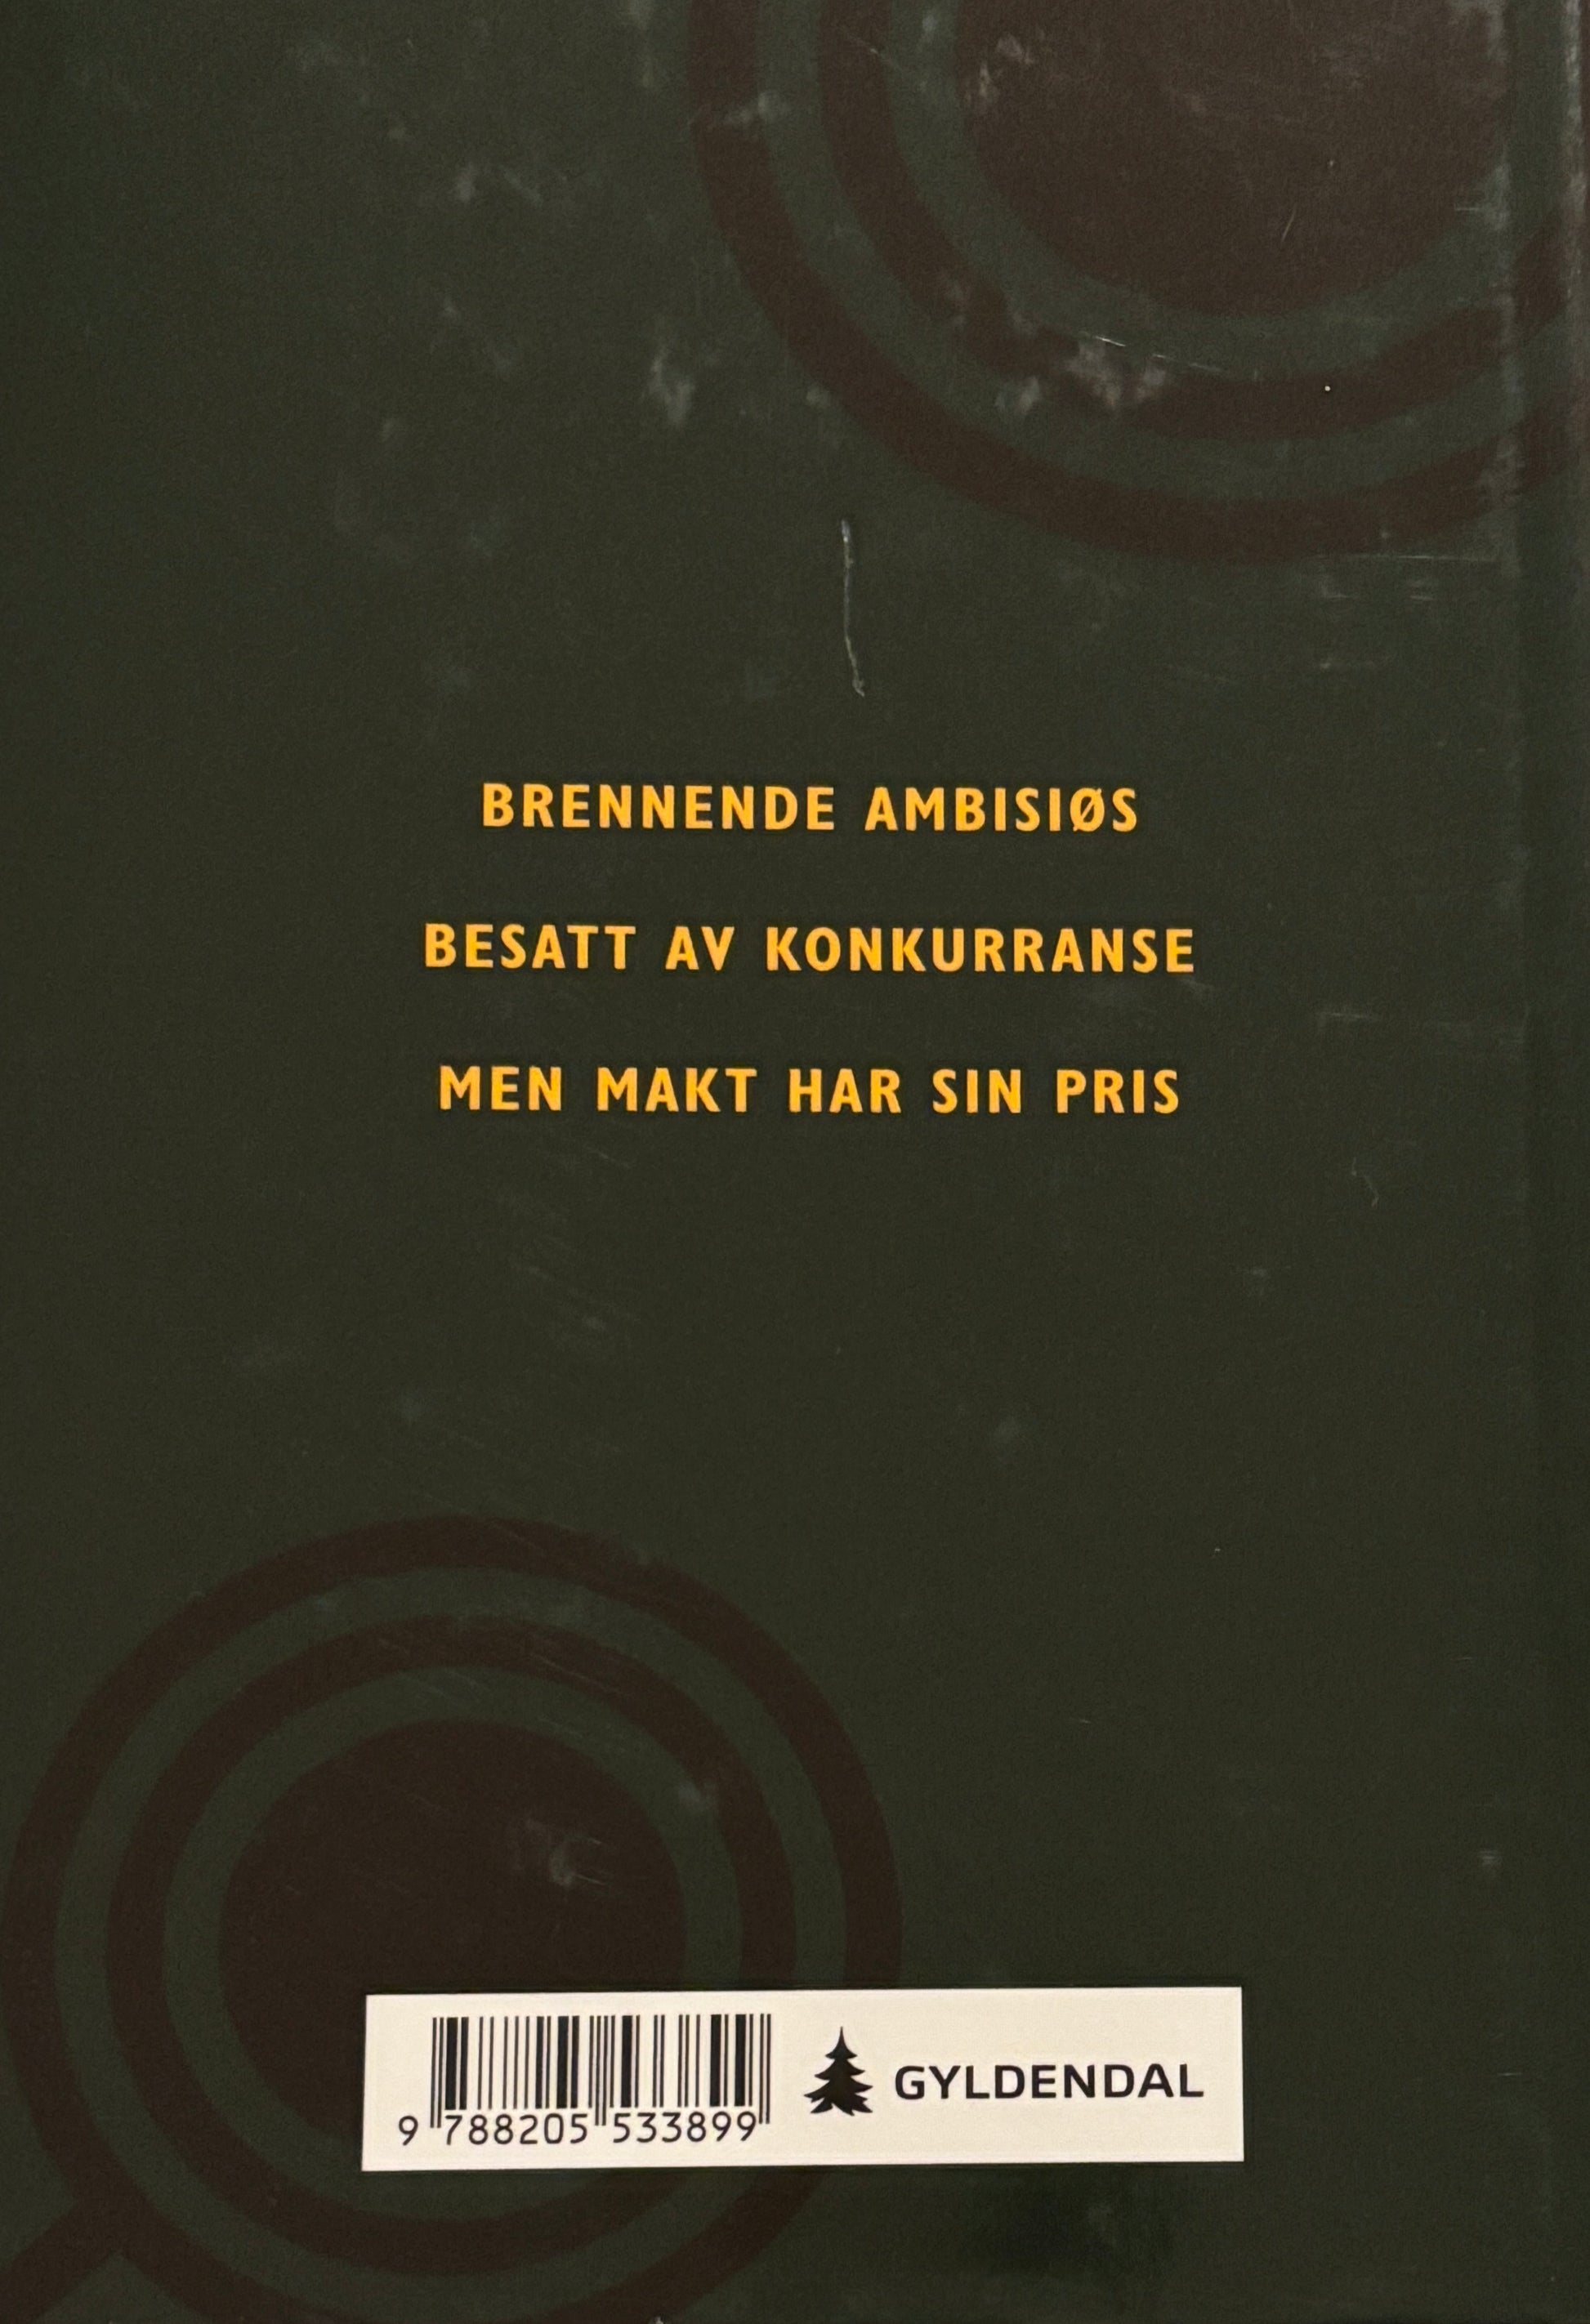 BRENNENDE AMBISIØS
BESATT AV KONKURRANSE
MEN MAKT HAR SIN PRIS
GYLDENDAL
9 788205 533899